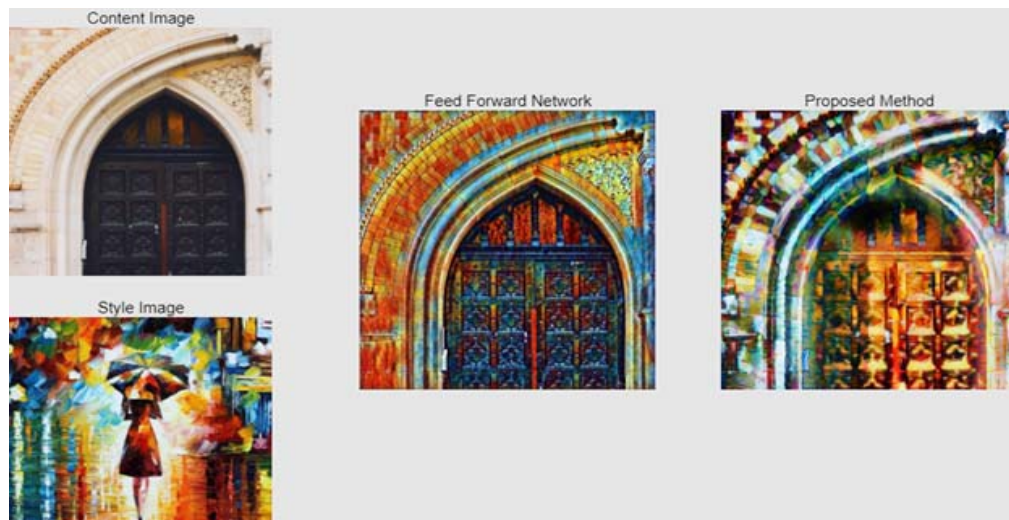 Content Image
Feed Forward Network
Proposed Method
Style Image